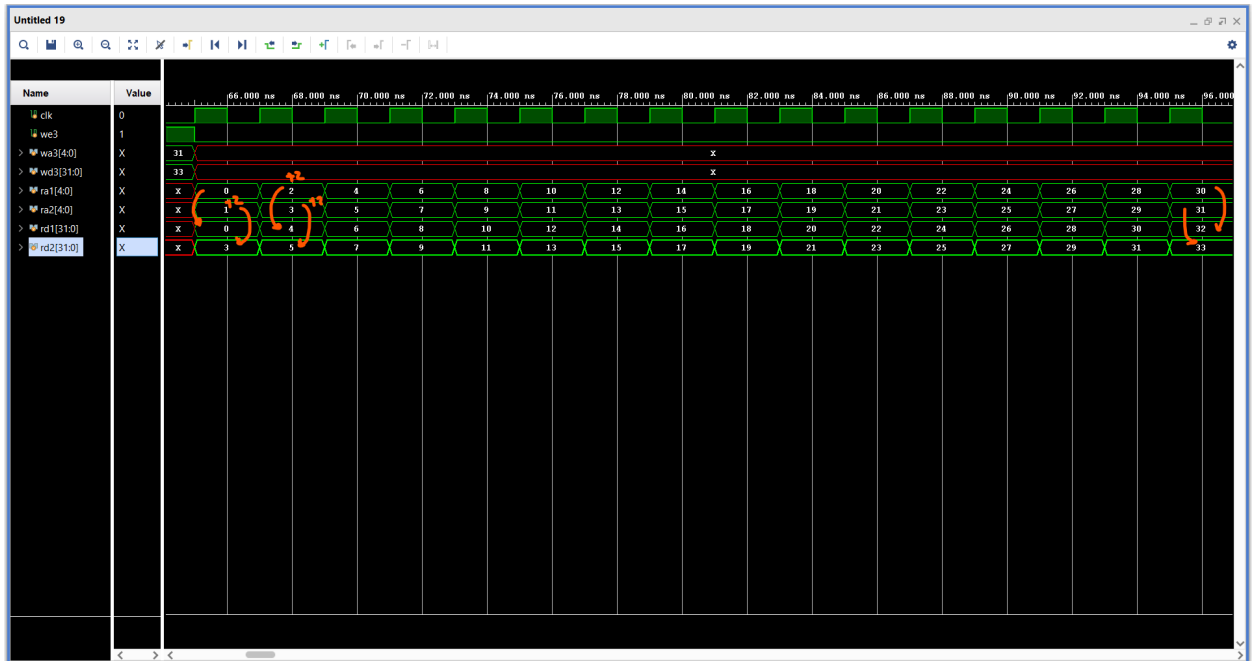 Untitled 19
Name Value
66.000 ns 68.000 ns 70.000 ns 72.000 ns 74.000 ns 76.000 ns 78.000 ns 80.000 ns 82.000 ns 84.000 ns 86.000 ns 88.000 ns 90.000 ns 92.000 ns 94.000 ns 96.000
clk 0
we3 1
wa3[4:0] X 31 X
wd3[31:0] X 33 X
+2
ra1[4:0] X X 0 2 4 6 8 10 12 14 16 18 20 22 24 26 28 30
+2 +2
ra2[4:0] X X 1 3 5 7 9 11 13 15 17 19 21 23 25 27 29 31
rd1[31:0] X X 0 4 6 8 10 12 14 16 18 20 22 24 26 28 30 32
rd2[31:0] X X 3 5 7 9 11 13 15 17 19 21 23 25 27 29 31 33